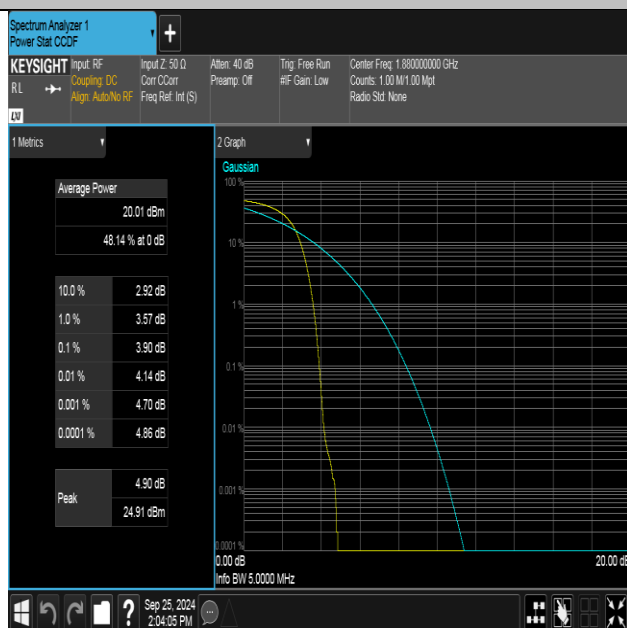 Spectrum Analyzer 1
Power Stat CCDF
+
KEYSIGHT
RL
LXI
Input: RF
Coupling: DC
Align: Auto/No RF
Input Z: 50 Ω
Corr CCorr
Freq Ref: Int (S)
Atten: 40 dB
Preamp: Off
Trig: Free Run
#IF Gain: Low
Center Freq: 1.880000000 GHz
Counts: 1.00 M/1.00 Mpt
Radio Std: None
1 Metrics
Average Power
20.01 dBm
48.14 % at 0 dB
10.0 % 2.92 dB
1.0 % 3.57 dB
0.1 % 3.90 dB
0.01 % 4.14 dB
0.001 % 4.70 dB
0.0001 % 4.86 dB
Peak
4.90 dB
24.91 dBm
2 Graph
Gaussian
100 %
10 %
1 %
0.1 %
0.01 %
0.001 %
0.0001 %
0.00 dB
20.00 dB
Info BW 5.0000 MHz
?
Sep 25, 2024
2:04:05 PM